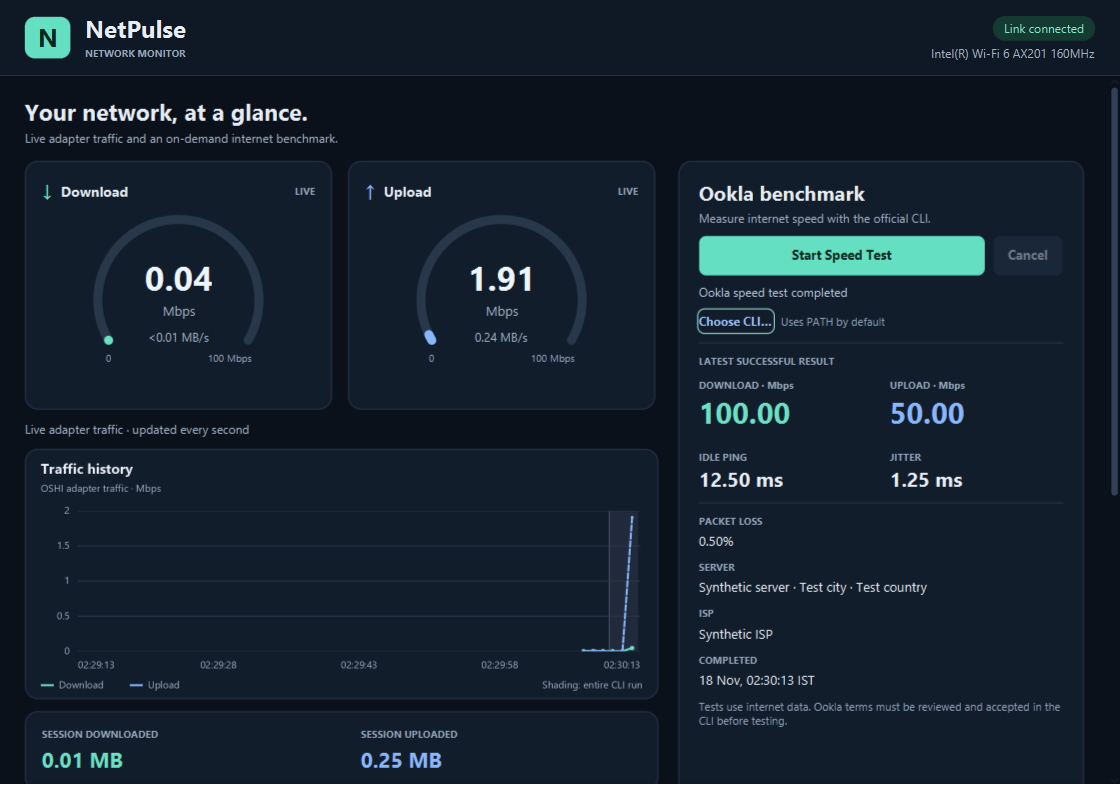 N
NetPulse
NETWORK MONITOR
Link connected
Intel(R) Wi-Fi 6 AX201 160MHz
Your network, at a glance.
Live adapter traffic and an on-demand internet benchmark.
↓ Download
LIVE
0.04
Mbps
<0.01 MB/s
0
100 Mbps
↑ Upload
LIVE
1.91
Mbps
0.24 MB/s
0
100 Mbps
Live adapter traffic · updated every second
Traffic history
OSHI adapter traffic · Mbps
2
1.5
1
0.5
0
02:29:13
02:29:28
02:29:43
02:29:58
02:30:13
Download
Upload
Shading: entire CLI run
SESSION DOWNLOADED
0.01 MB
SESSION UPLOADED
0.25 MB
Ookla benchmark
Measure internet speed with the official CLI.
Start Speed Test
Cancel
Ookla speed test completed
Choose CLI...
Uses PATH by default
LATEST SUCCESSFUL RESULT
DOWNLOAD · Mbps
100.00
UPLOAD · Mbps
50.00
IDLE PING
12.50 ms
JITTER
1.25 ms
PACKET LOSS
0.50%
SERVER
Synthetic server · Test city · Test country
ISP
Synthetic ISP
COMPLETED
18 Nov, 02:30:13 IST
Tests use internet data. Ookla terms must be reviewed and accepted in the
CLI before testing.